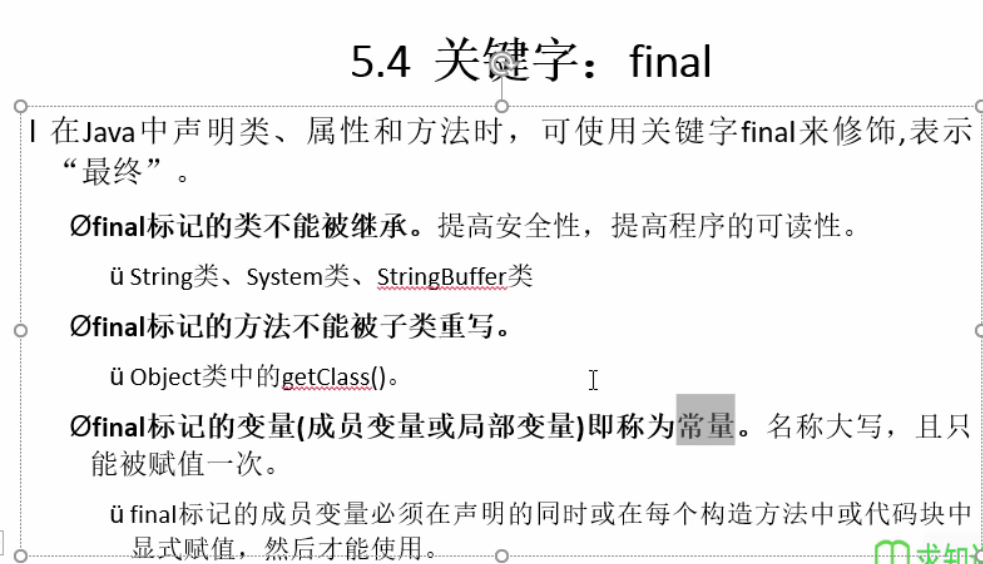 5.4 关键字：final
l 在Java中声明类、属性和方法时，可使用关键字final来修饰,表示
“最终”。
Øfinal标记的类不能被继承。提高安全性，提高程序的可读性。
ü String类、System类、StringBuffer类
Øfinal标记的方法不能被子类重写。
ü Object类中的getClass()。
Øfinal标记的变量(成员变量或局部变量)即称为常量。名称大写，且只
能被赋值一次。
ü final标记的成员变量必须在声明的同时或在每个构造方法中或代码块中
显式赋值，然后才能使用。
求知